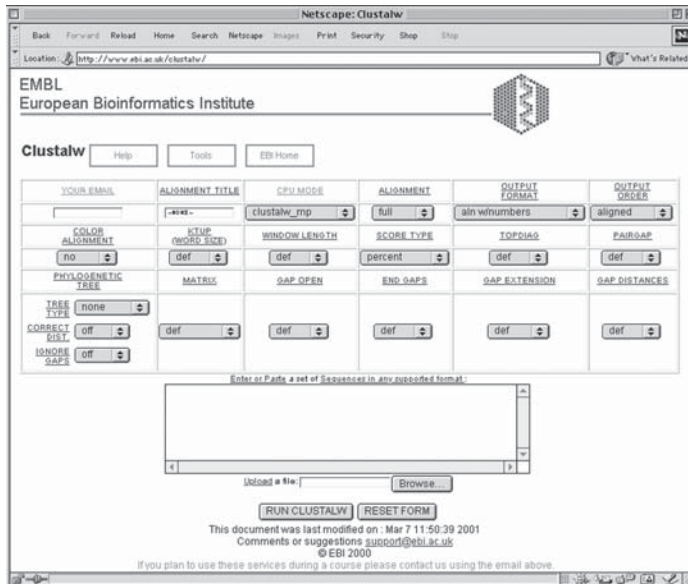 Netscape: Clustalw
Back Forward Reload Home Search Netscape Images Print Security Shop Stop
Location: http://www.ebi.ac.uk/clustalw/ What's Related
EMBL
European Bioinformatics Institute
Clustalw Help Tools EBI Home
YOUR EMAIL ALIGNMENT TITLE CPU MODE ALIGNMENT OUTPUT FORMAT OUTPUT ORDER
clustalw_mp full aln w/numbers aligned
COLOR ALIGNMENT KTUP (WORD SIZE) WINDOW LENGTH SCORE TYPE TOPDIAG PAIRGAP
no def def percent def def
PHYLOGENETIC TREE MATRIX GAP OPEN END GAPS GAP EXTENSION GAP DISTANCES
TREE TYPE none
CORRECT DIST. off def def def def def
IGNORE GAPS off
Enter or Paste a set of Sequences in any supported format :
Upload a file: Browse...
RUN CLUSTALW RESET FORM
This document was last modified on : Mar 7 11:50:39 2001
Comments or suggestions support@ebi.ac.uk
© EBI 2000
If you plan to use these services during a course please contact us using the email above.